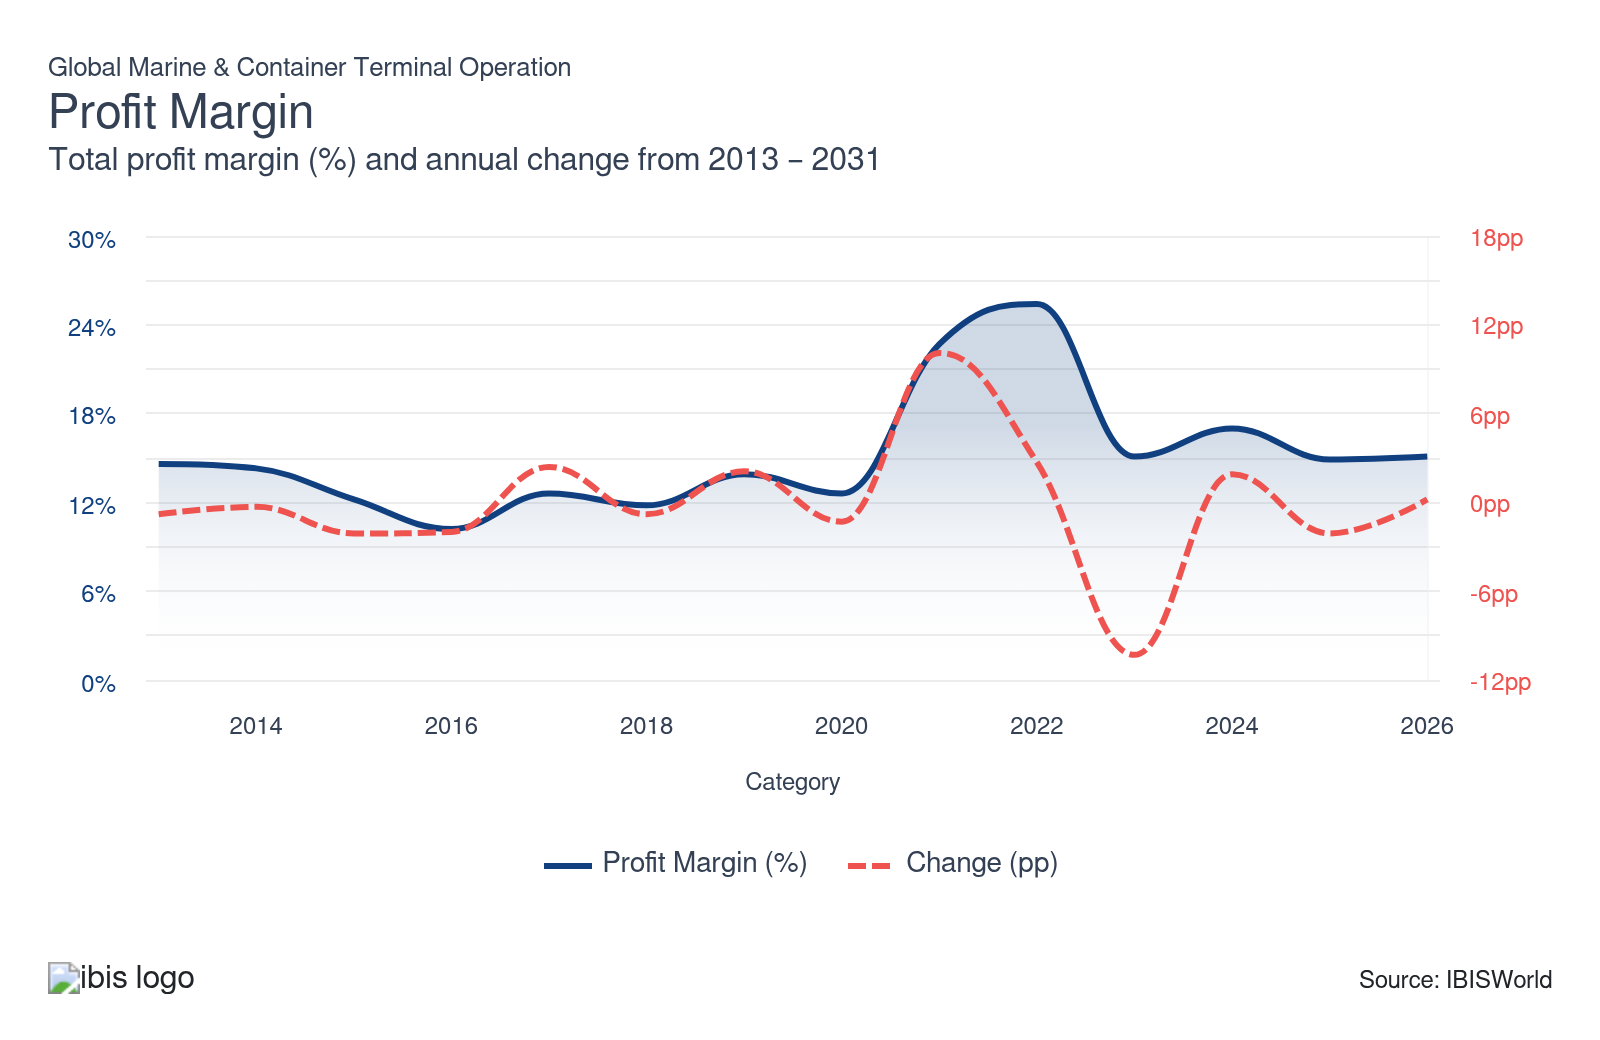 Global Marine & Container Terminal Operation
Profit Margin
Total profit margin (%) and annual change from 2013 – 2031
30% 18pp
24% 12pp
18% 6pp
12% 0pp
6% -6pp
0% -12pp
2014 2016 2018 2020 2022 2024 2026
Category
Profit Margin (%) Change (pp)
ibis logo Source: IBISWorld